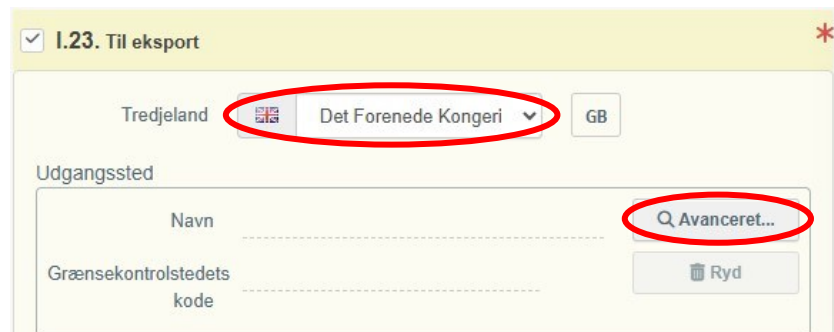 I.23. Til eksport *
Tredjeland Det Forenede Kongeri GB
Udgangssted
Navn Avanceret...
Grænsekontrolstedets
kode
Ryd